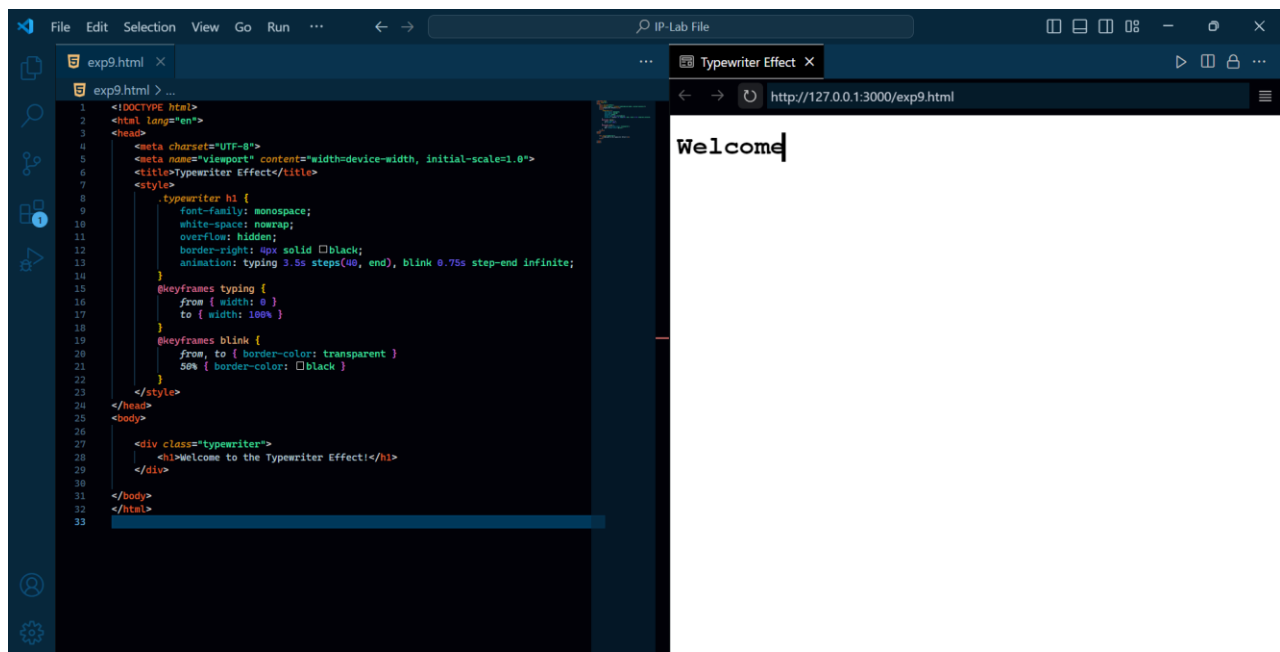 File Edit Selection View Go Run ··· ← → IP-Lab File
exp9.html ···
exp9.html > ...
1 <!DOCTYPE html>
2 <html lang="en">
3 <head>
4 <meta charset="UTF-8">
5 <meta name="viewport" content="width=device-width, initial-scale=1.0">
6 <title>Typewriter Effect</title>
7 <style>
8 .typewriter h1 {
9 font-family: monospace;
10 white-space: nowrap;
11 overflow: hidden;
12 border-right: 4px solid black;
13 animation: typing 3.5s steps(40, end), blink 0.75s step-end infinite;
14 }
15 @keyframes typing {
16 from { width: 0 }
17 to { width: 100% }
18 }
19 @keyframes blink {
20 from, to { border-color: transparent }
21 50% { border-color: black }
22 }
23 </style>
24 </head>
25 <body>
26
27 <div class="typewriter">
28 <h1>Welcome to the Typewriter Effect!</h1>
29 </div>
30
31 </body>
32 </html>
33
1
Typewriter Effect ···
http://127.0.0.1:3000/exp9.html
Welcome